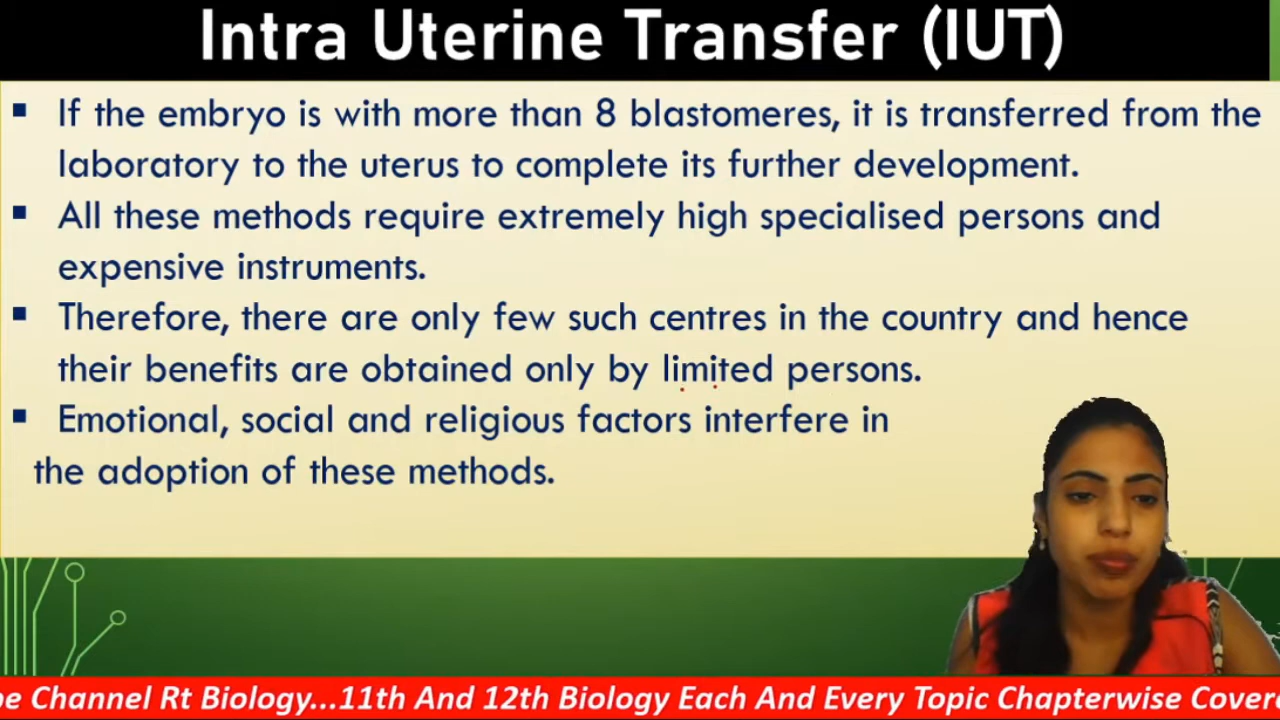 Intra Uterine Transfer (IUT)
▪ If the embryo is with more than 8 blastomeres, it is transferred from the
laboratory to the uterus to complete its further development.
▪ All these methods require extremely high specialised persons and
expensive instruments.
▪ Therefore, there are only few such centres in the country and hence
their benefits are obtained only by limited persons.
▪ Emotional, social and religious factors interfere in
the adoption of these methods.
Channel Rt Biology...11th And 12th Biology Each And Every Topic Chapterwise